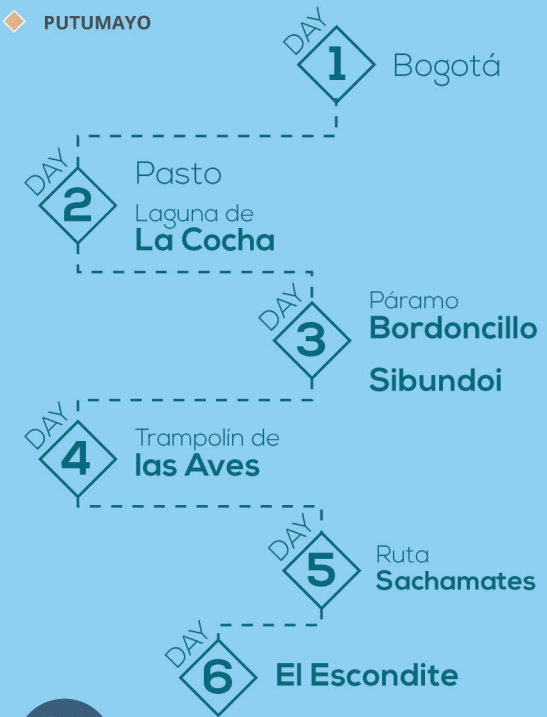 PUTUMAYO
DAY
1
Bogotá
DAY
2
Pasto
Laguna de
La Cocha
DAY
3
Páramo
Bordoncillo
Sibundoi
DAY
4
Trampolín de
las Aves
DAY
5
Ruta
Sachamates
DAY
6
El Escondite